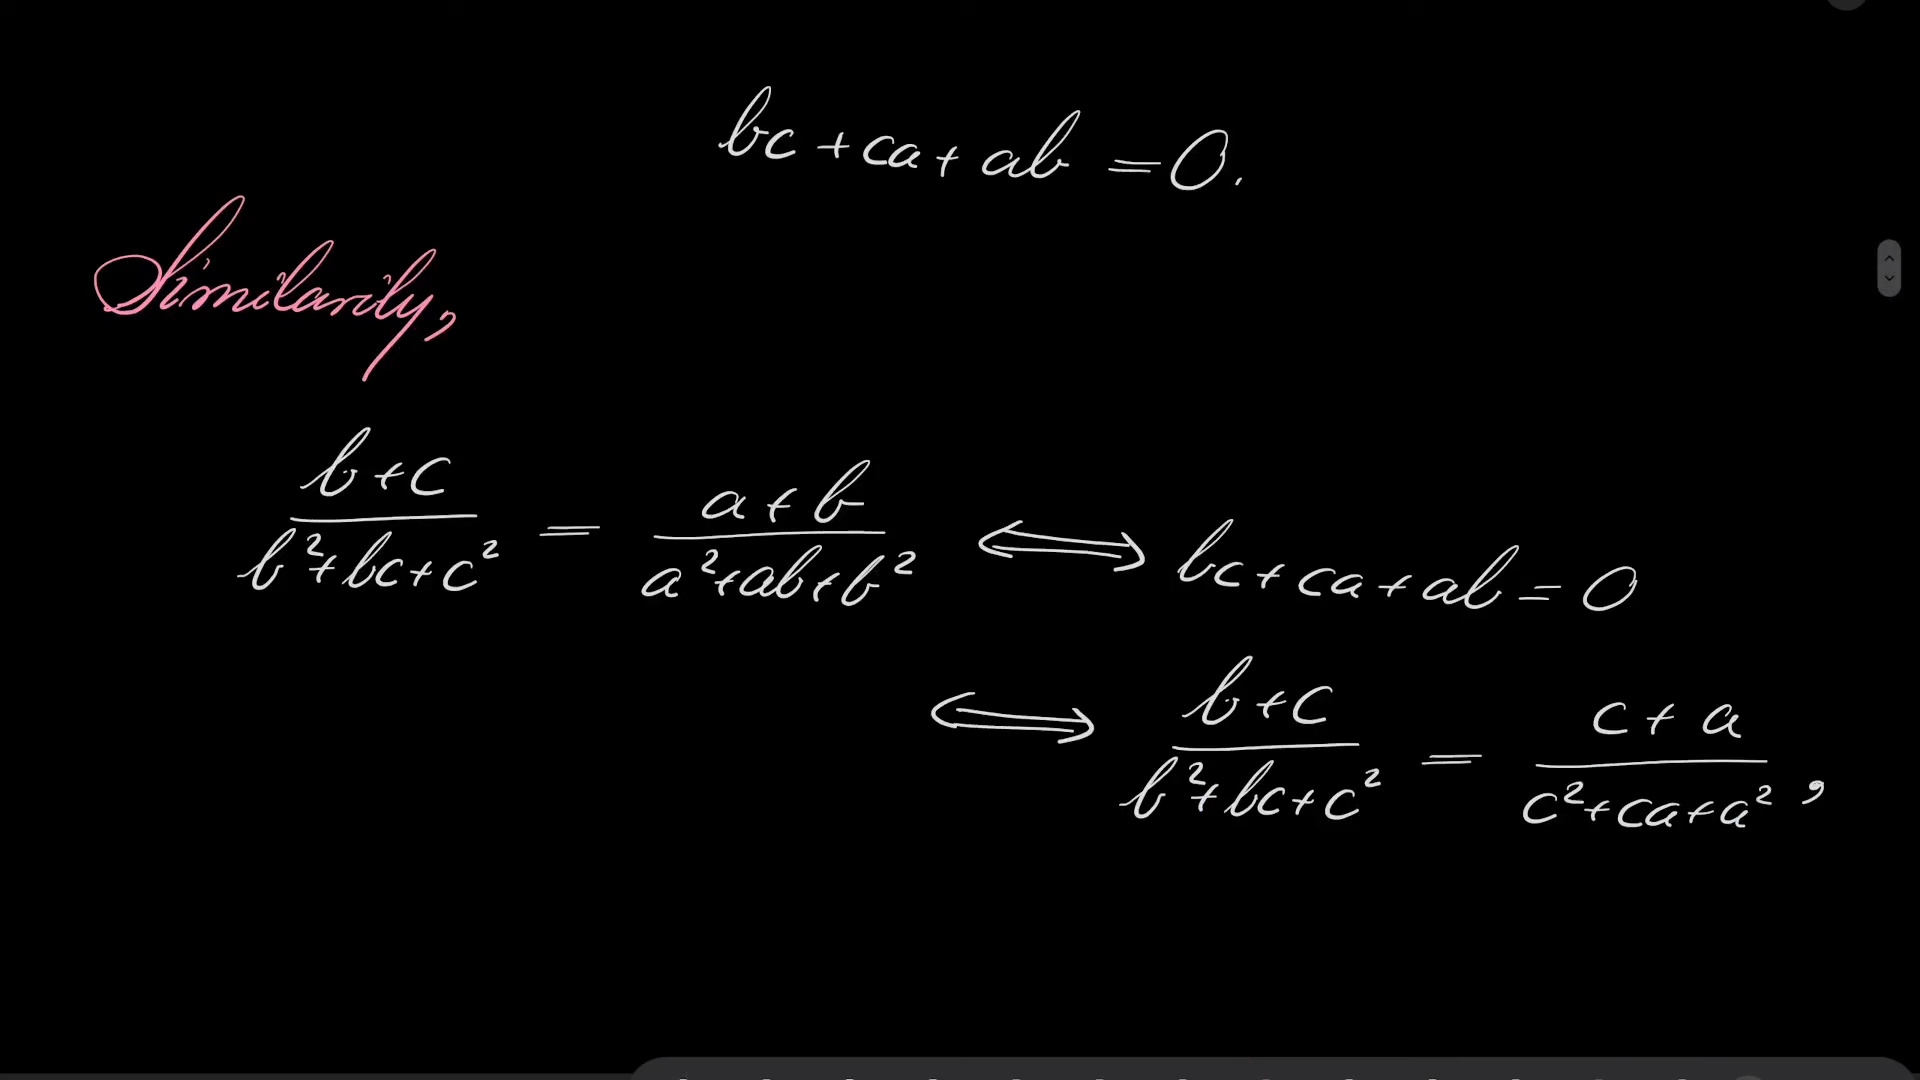 bc + ca + ab = 0.
Similarily,
(b + c)/(b² + bc + c²) = (a + b)/(a² + ab + b²) ⟺ bc + ca + ab = 0
⟺ (b + c)/(b² + bc + c²) = (c + a)/(c² + ca + a²),